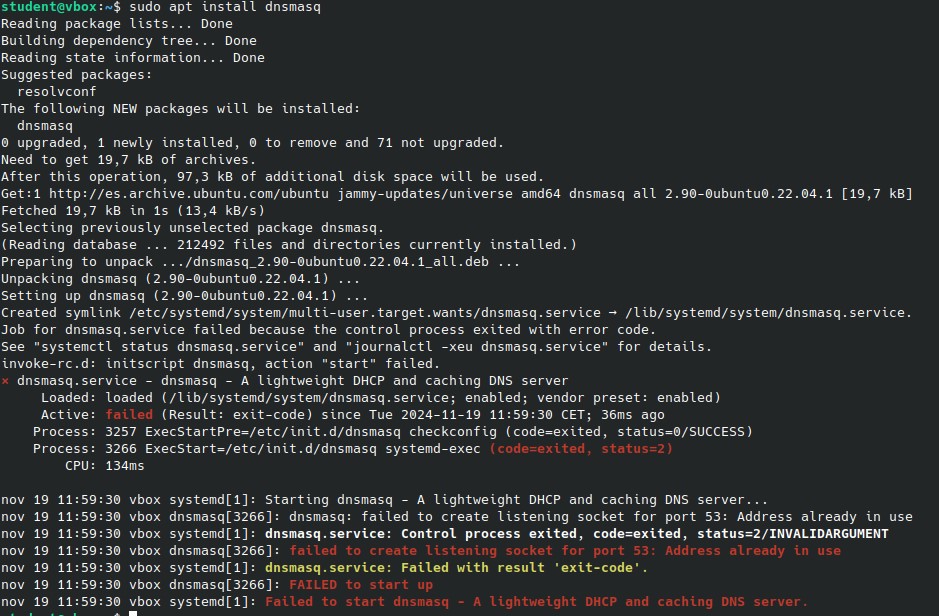 student@vbox:~$ sudo apt install dnsmasq
Reading package lists... Done
Building dependency tree... Done
Reading state information... Done
Suggested packages:
  resolvconf
The following NEW packages will be installed:
  dnsmasq
0 upgraded, 1 newly installed, 0 to remove and 71 not upgraded.
Need to get 19,7 kB of archives.
After this operation, 97,3 kB of additional disk space will be used.
Get:1 http://es.archive.ubuntu.com/ubuntu jammy-updates/universe amd64 dnsmasq all 2.90-0ubuntu0.22.04.1 [19,7 kB]
Fetched 19,7 kB in 1s (13,4 kB/s)
Selecting previously unselected package dnsmasq.
(Reading database ... 212492 files and directories currently installed.)
Preparing to unpack .../dnsmasq_2.90-0ubuntu0.22.04.1_all.deb ...
Unpacking dnsmasq (2.90-0ubuntu0.22.04.1) ...
Setting up dnsmasq (2.90-0ubuntu0.22.04.1) ...
Created symlink /etc/systemd/system/multi-user.target.wants/dnsmasq.service → /lib/systemd/system/dnsmasq.service.
Job for dnsmasq.service failed because the control process exited with error code.
See "systemctl status dnsmasq.service" and "journalctl -xeu dnsmasq.service" for details.
invoke-rc.d: initscript dnsmasq, action "start" failed.
× dnsmasq.service - dnsmasq - A lightweight DHCP and caching DNS server
     Loaded: loaded (/lib/systemd/system/dnsmasq.service; enabled; vendor preset: enabled)
     Active: failed (Result: exit-code) since Tue 2024-11-19 11:59:30 CET; 36ms ago
    Process: 3257 ExecStartPre=/etc/init.d/dnsmasq checkconfig (code=exited, status=0/SUCCESS)
    Process: 3266 ExecStart=/etc/init.d/dnsmasq systemd-exec (code=exited, status=2)
        CPU: 134ms

nov 19 11:59:30 vbox systemd[1]: Starting dnsmasq - A lightweight DHCP and caching DNS server...
nov 19 11:59:30 vbox dnsmasq[3266]: dnsmasq: failed to create listening socket for port 53: Address already in use
nov 19 11:59:30 vbox systemd[1]: dnsmasq.service: Control process exited, code=exited, status=2/INVALIDARGUMENT
nov 19 11:59:30 vbox dnsmasq[3266]: failed to create listening socket for port 53: Address already in use
nov 19 11:59:30 vbox systemd[1]: dnsmasq.service: Failed with result 'exit-code'.
nov 19 11:59:30 vbox dnsmasq[3266]: FAILED to start up
nov 19 11:59:30 vbox systemd[1]: Failed to start dnsmasq - A lightweight DHCP and caching DNS server.